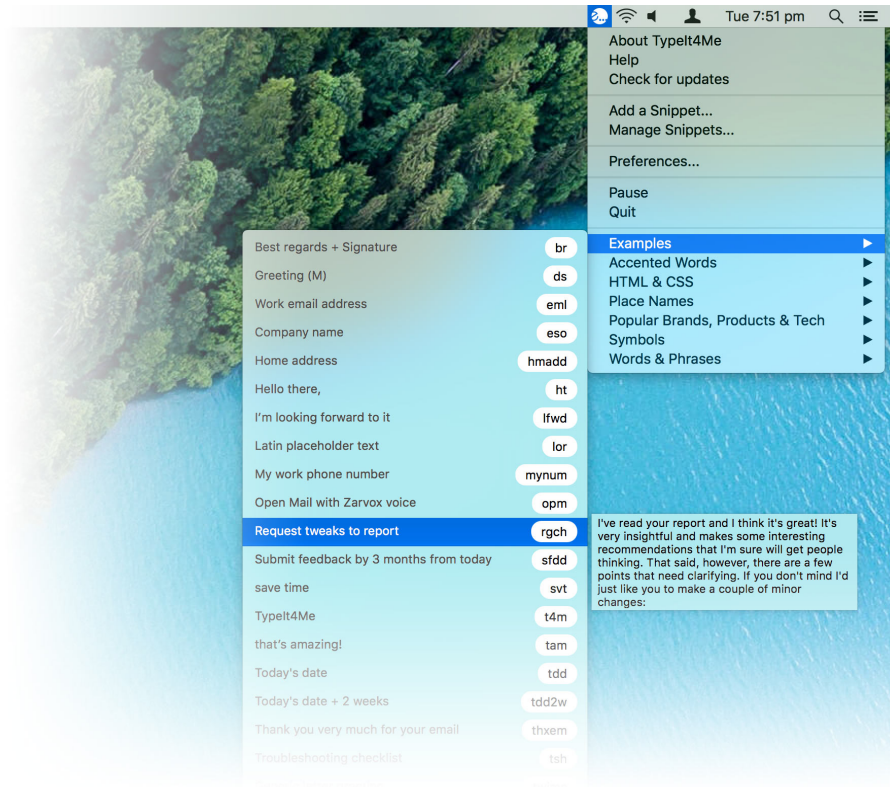 Tue 7:51 pm
About TypeIt4Me
Help
Check for updates
Add a Snippet...
Manage Snippets...
Preferences...
Pause
Quit
Examples
Accented Words
HTML & CSS
Place Names
Popular Brands, Products & Tech
Symbols
Words & Phrases
Best regards + Signature br
Greeting (M) ds
Work email address eml
Company name eso
Home address hmadd
Hello there, ht
I'm looking forward to it lfwd
Latin placeholder text lor
My work phone number mynum
Open Mail with Zarvox voice opm
Request tweaks to report rgch
Submit feedback by 3 months from today sfdd
save time svt
TypeIt4Me t4m
that's amazing! tam
Today's date tdd
Today's date + 2 weeks tdd2w
Thank you very much for your email thxem
Troubleshooting checklist tsh
I've read your report and I think it's great! It's
very insightful and makes some interesting
recommendations that I'm sure will get people
thinking. That said, however, there are a few
points that need clarifying. If you don't mind I'd
just like you to make a couple of minor
changes: